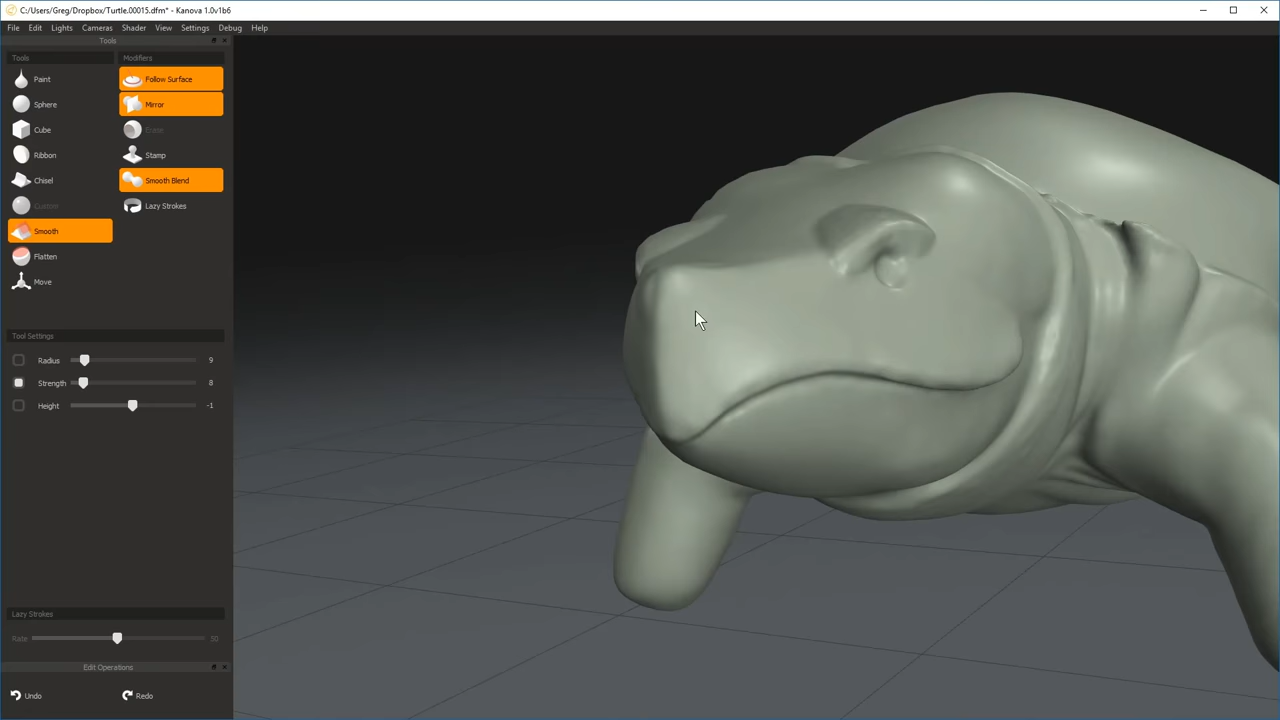 C:/Users/Greg/Dropbox/Turtle.00015.dfm* - Kanova 1.0v1b6
File Edit Lights Cameras Shader View Settings Debug Help
Tools
Tools Modifiers
Paint Follow Surface
Sphere Mirror
Cube Erase
Ribbon Stamp
Chisel Smooth Blend
Custom Lazy Strokes
Smooth
Flatten
Move
Tool Settings
Radius 9
Strength 8
Height -1
Lazy Strokes
Rate 50
Edit Operations
Undo Redo